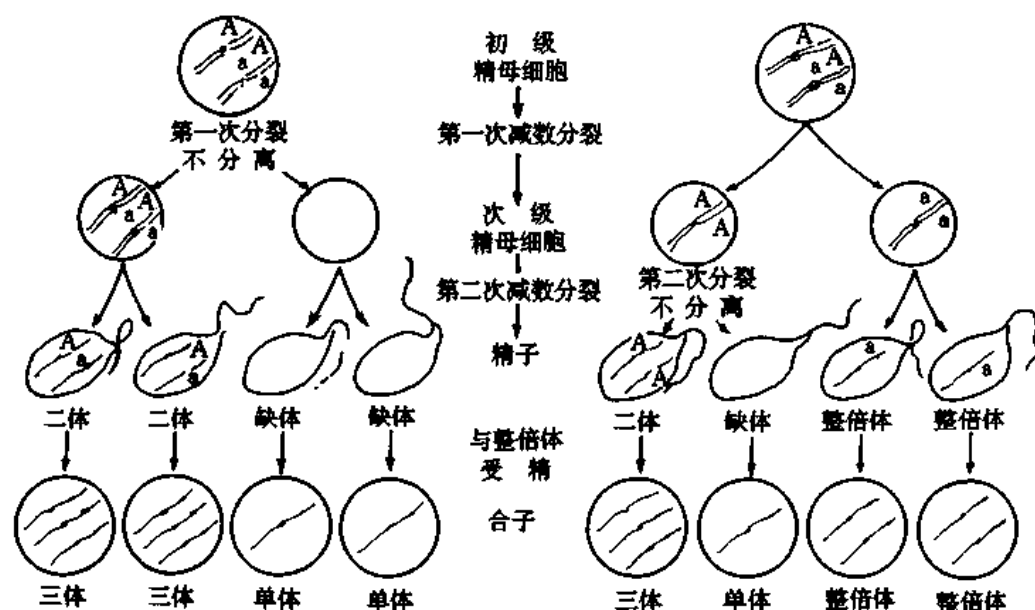 A
A
a
a
第一次分裂
不 分 离
A
A
a
a
A
a
A
a
二体
二体
缺体
缺体
三体
三体
单体
单体
初 级
精母细胞
第一次减数分裂
次 级
精母细胞
第二次减数分裂
精子
与整倍体
受 精
合子
A
A
a
a
A
A
a
a
第二次分裂
不 分 离
A
A
a
a
二体
缺体
整倍体
整倍体
三体
单体
整倍体
整倍体